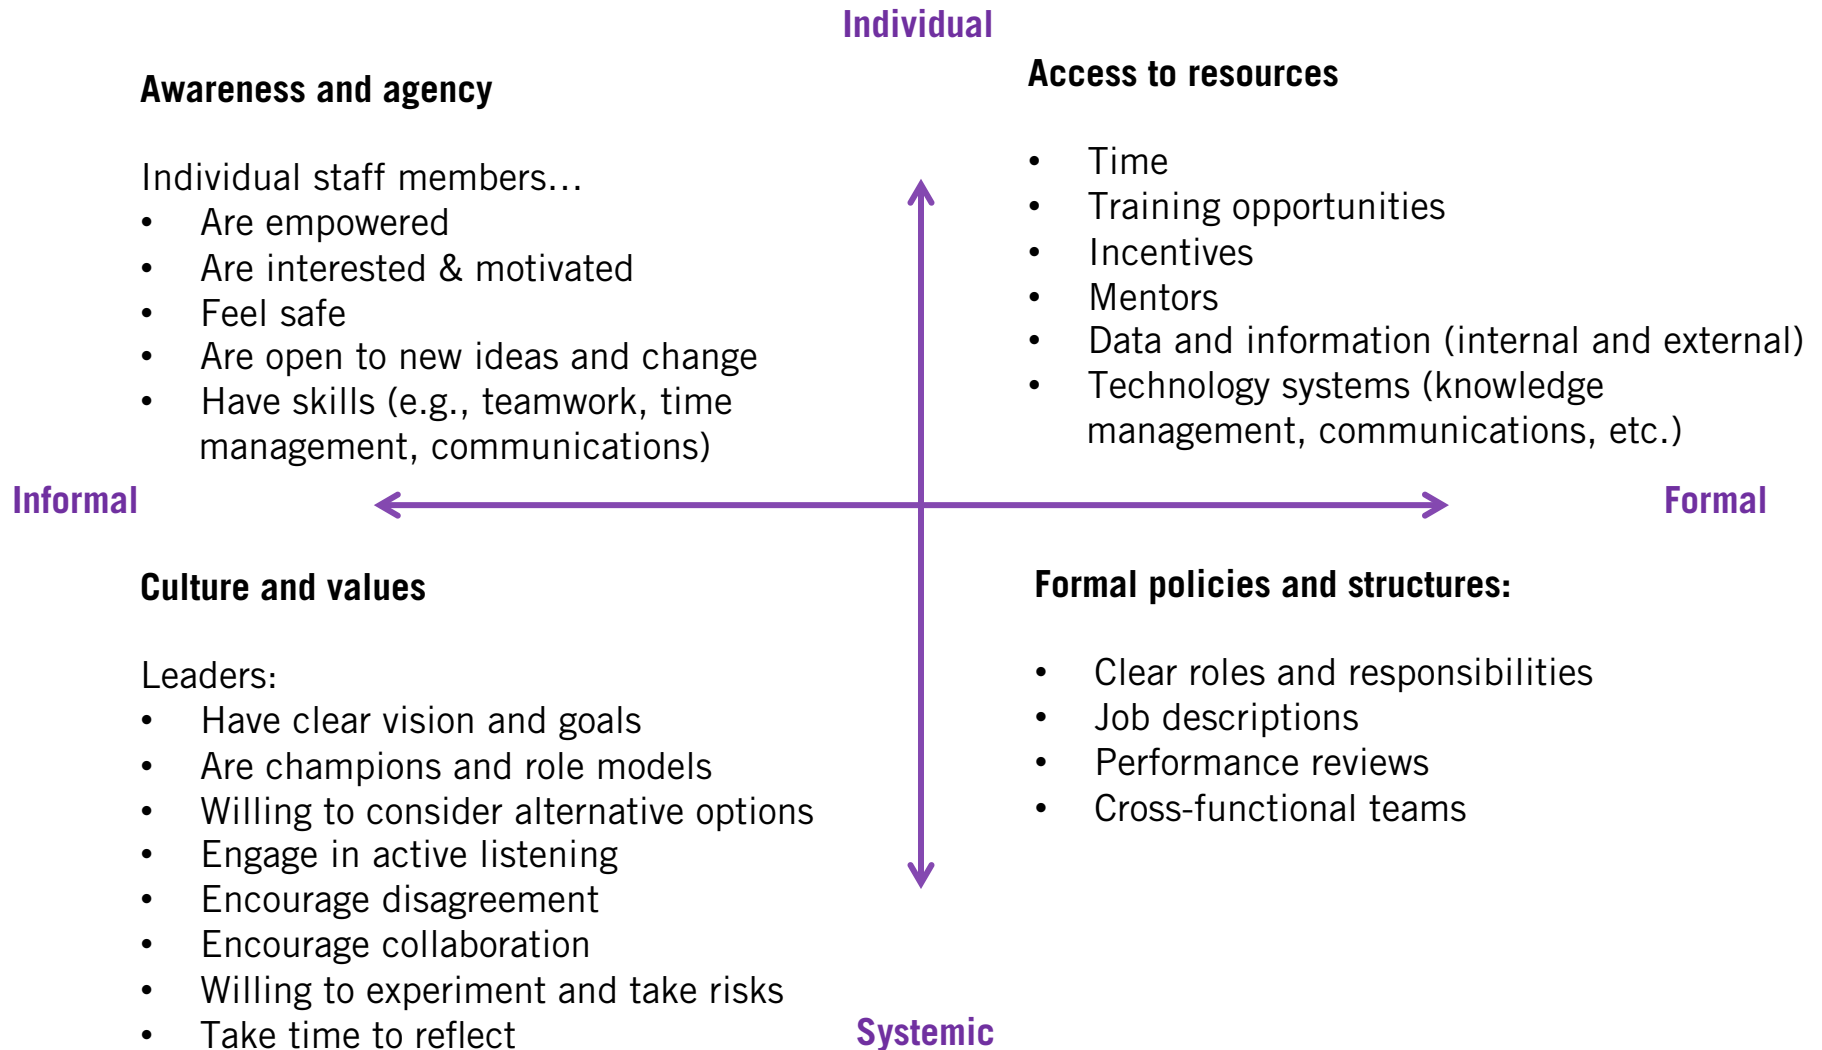 Individual
Awareness and agency
Individual staff members...
• Are empowered
• Are interested & motivated
• Feel safe
• Are open to new ideas and change
• Have skills (e.g., teamwork, time
management, communications)
Access to resources
• Time
• Training opportunities
• Incentives
• Mentors
• Data and information (internal and external)
• Technology systems (knowledge
management, communications, etc.)
Informal
Formal
Culture and values
Leaders:
• Have clear vision and goals
• Are champions and role models
• Willing to consider alternative options
• Engage in active listening
• Encourage disagreement
• Encourage collaboration
• Willing to experiment and take risks
• Take time to reflect
Formal policies and structures:
• Clear roles and responsibilities
• Job descriptions
• Performance reviews
• Cross-functional teams
Systemic